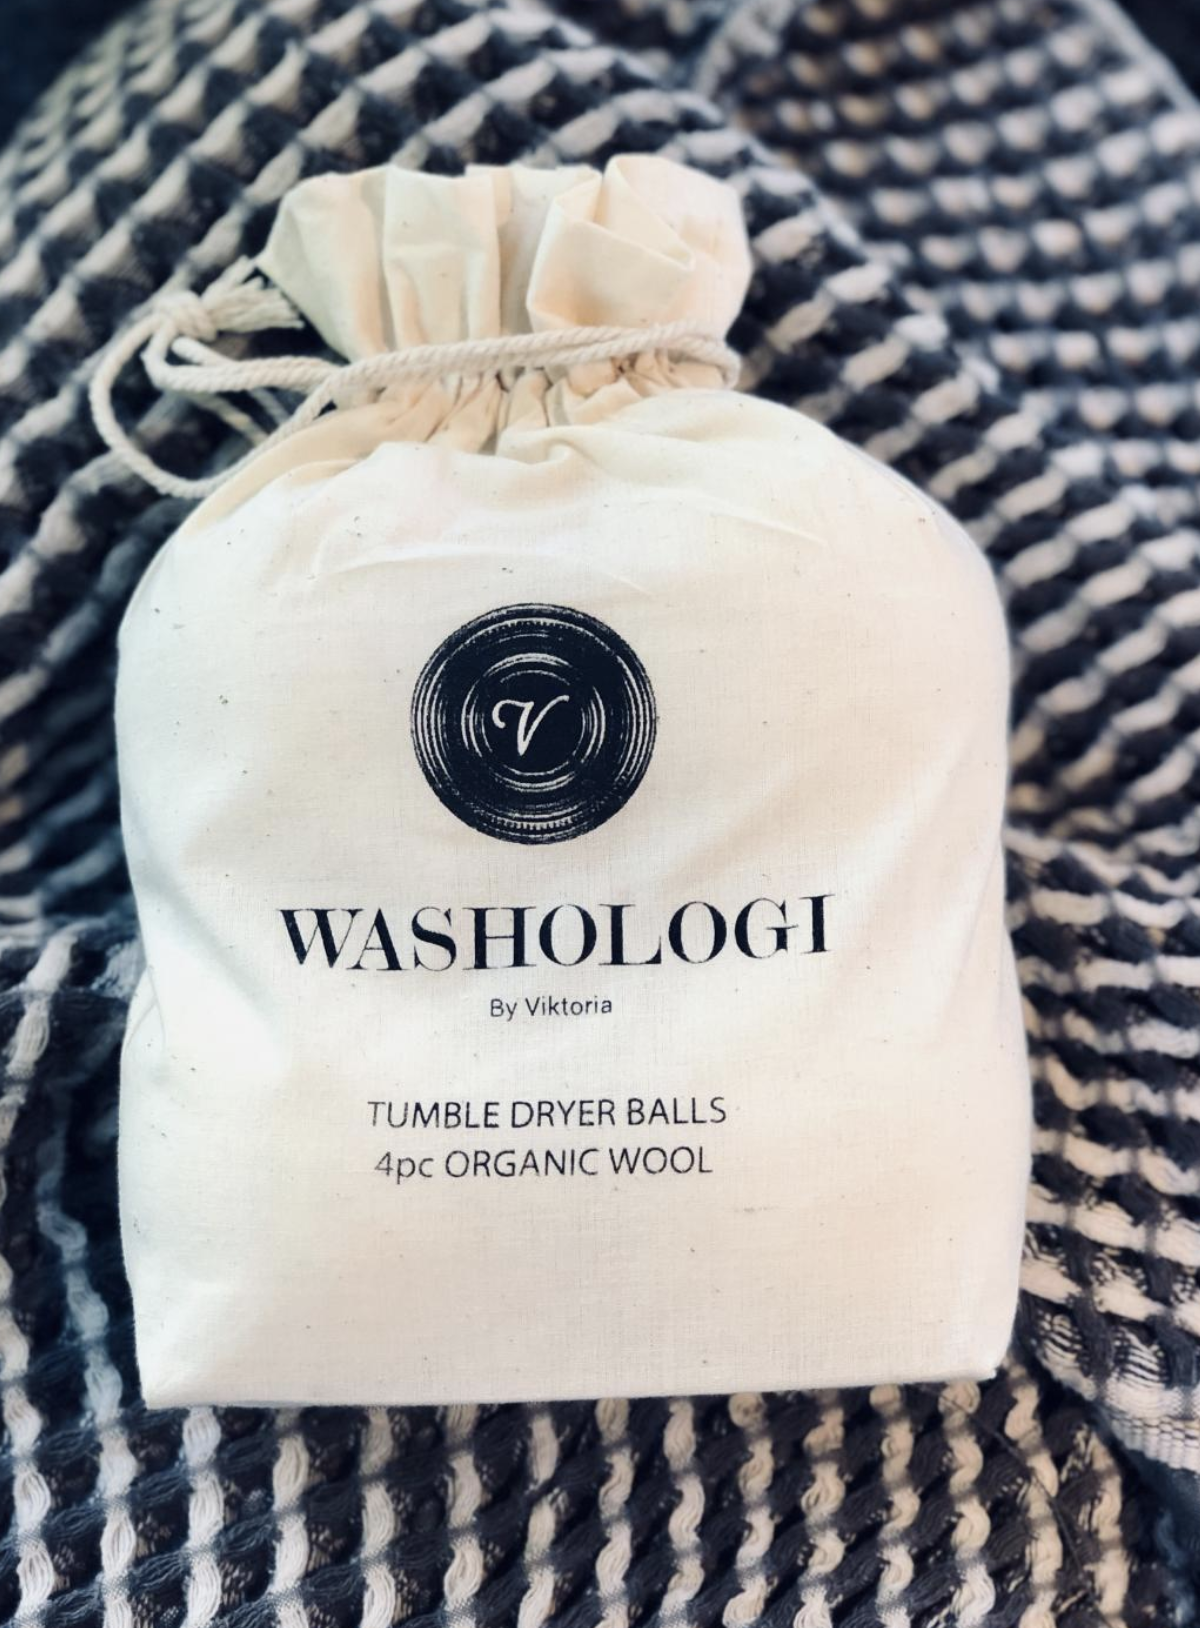 V
WASHOLOGI
By Viktoria
TUMBLE DRYER BALLS
4pc ORGANIC WOOL